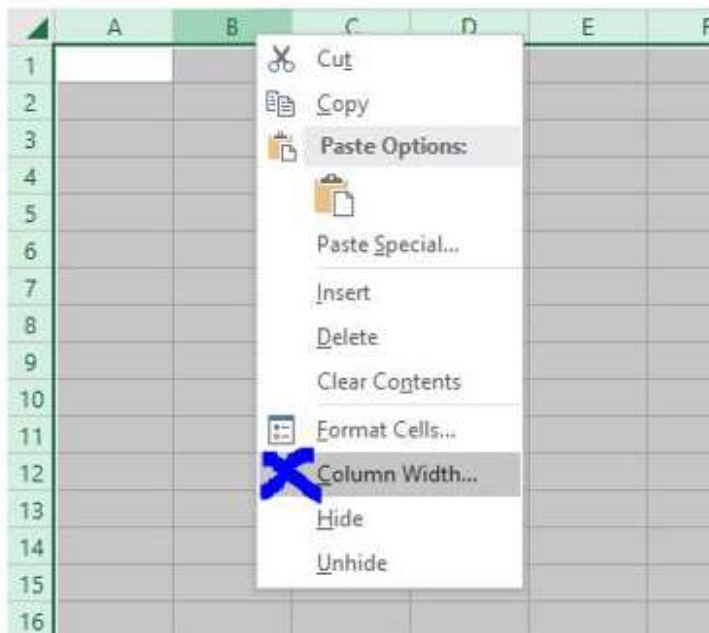 A B C D E F
1 Cut
2 Copy
3 Paste Options:
4
5
6 Paste Special...
7 Insert
8 Delete
9 Clear Contents
10
11 Format Cells...
12 Column Width...
13 Hide
14 Unhide
15
16